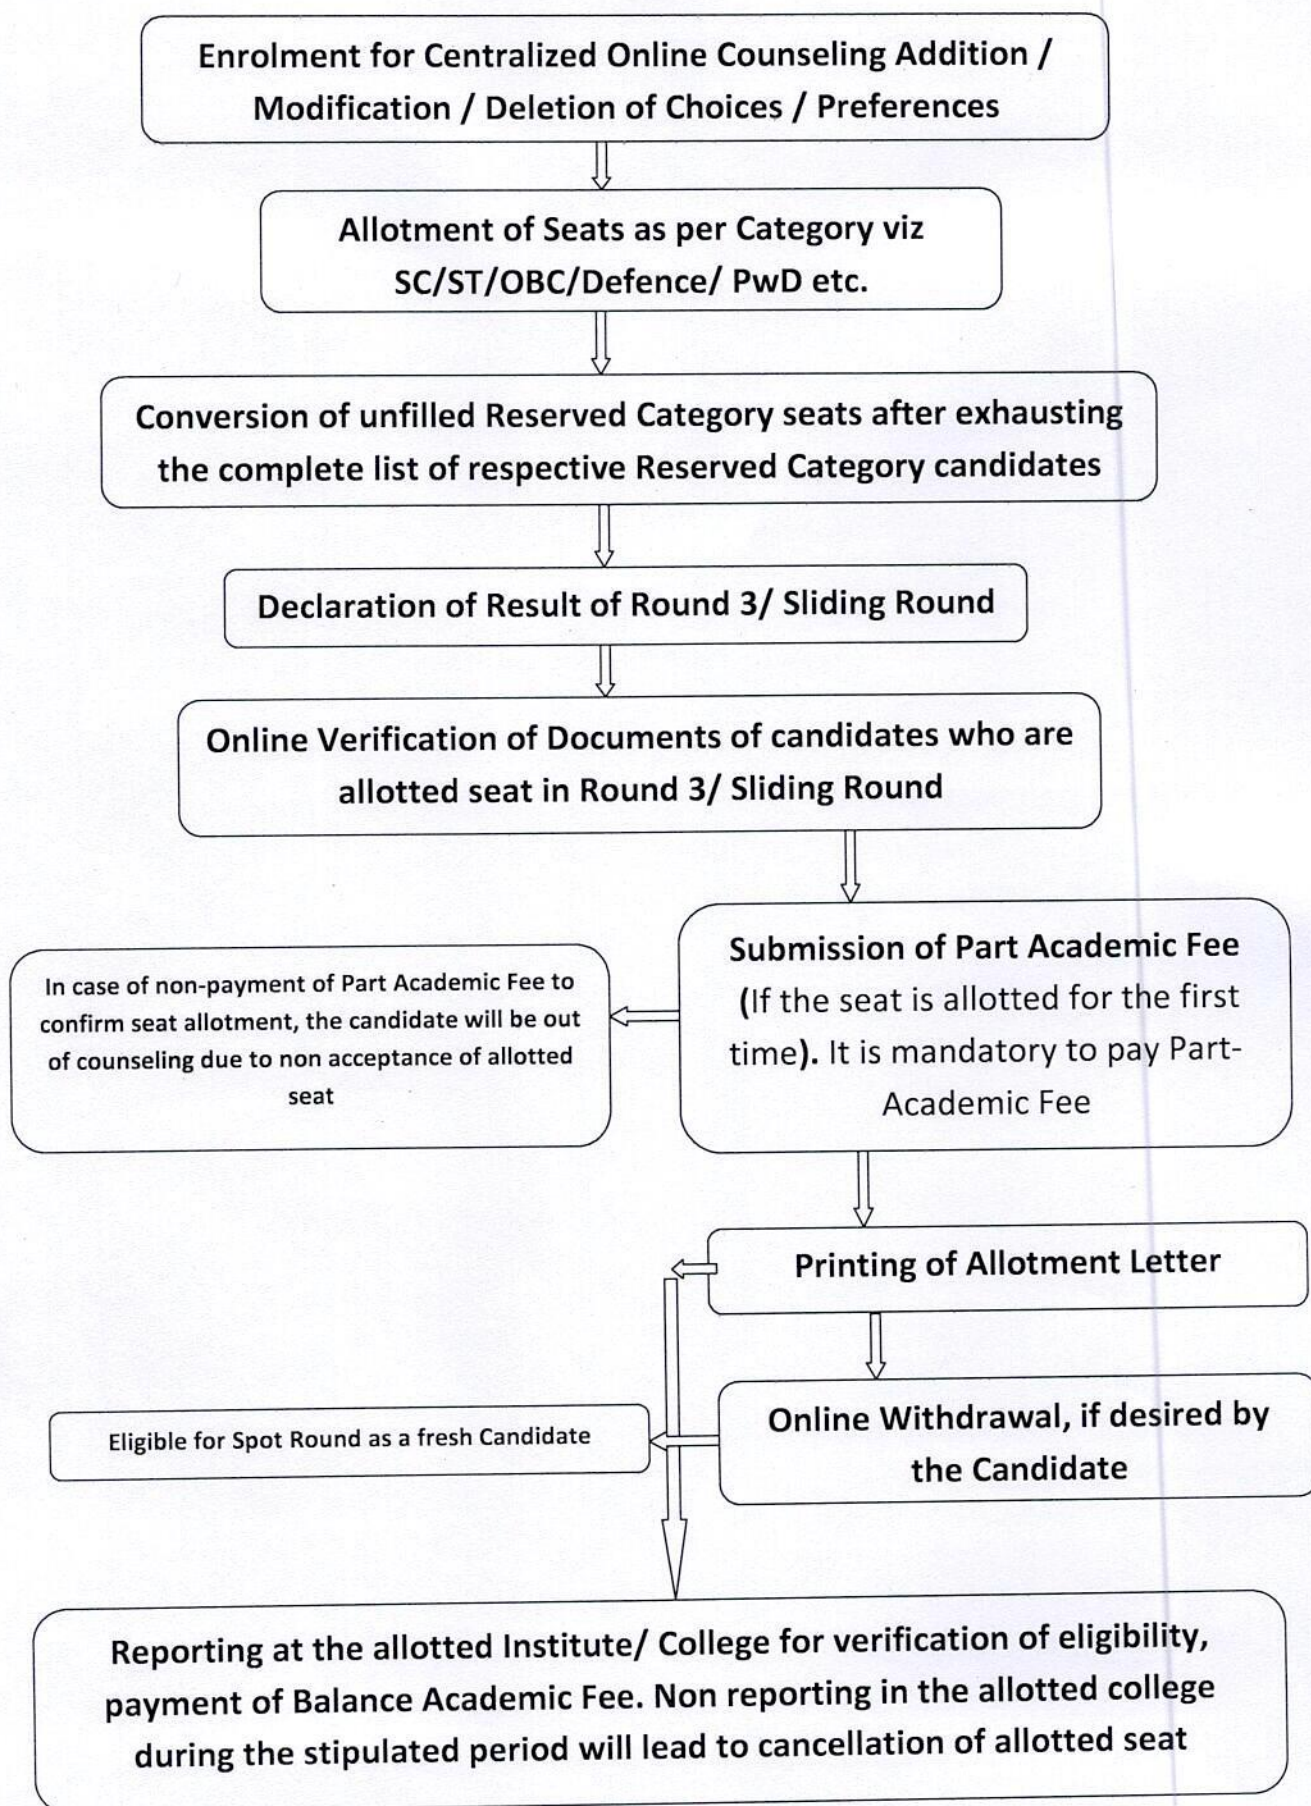 Enrolment for Centralized Online Counseling Addition /
Modification / Deletion of Choices / Preferences
Allotment of Seats as per Category viz
SC/ST/OBC/Defence/ PwD etc.
Conversion of unfilled Reserved Category seats after exhausting
the complete list of respective Reserved Category candidates
Declaration of Result of Round 3/ Sliding Round
Online Verification of Documents of candidates who are
allotted seat in Round 3/ Sliding Round
Submission of Part Academic Fee
(If the seat is allotted for the first
time). It is mandatory to pay Part-
Academic Fee
In case of non-payment of Part Academic Fee to
confirm seat allotment, the candidate will be out
of counseling due to non acceptance of allotted
seat
Printing of Allotment Letter
Online Withdrawal, if desired by
the Candidate
Eligible for Spot Round as a fresh Candidate
Reporting at the allotted Institute/ College for verification of eligibility,
payment of Balance Academic Fee. Non reporting in the allotted college
during the stipulated period will lead to cancellation of allotted seat